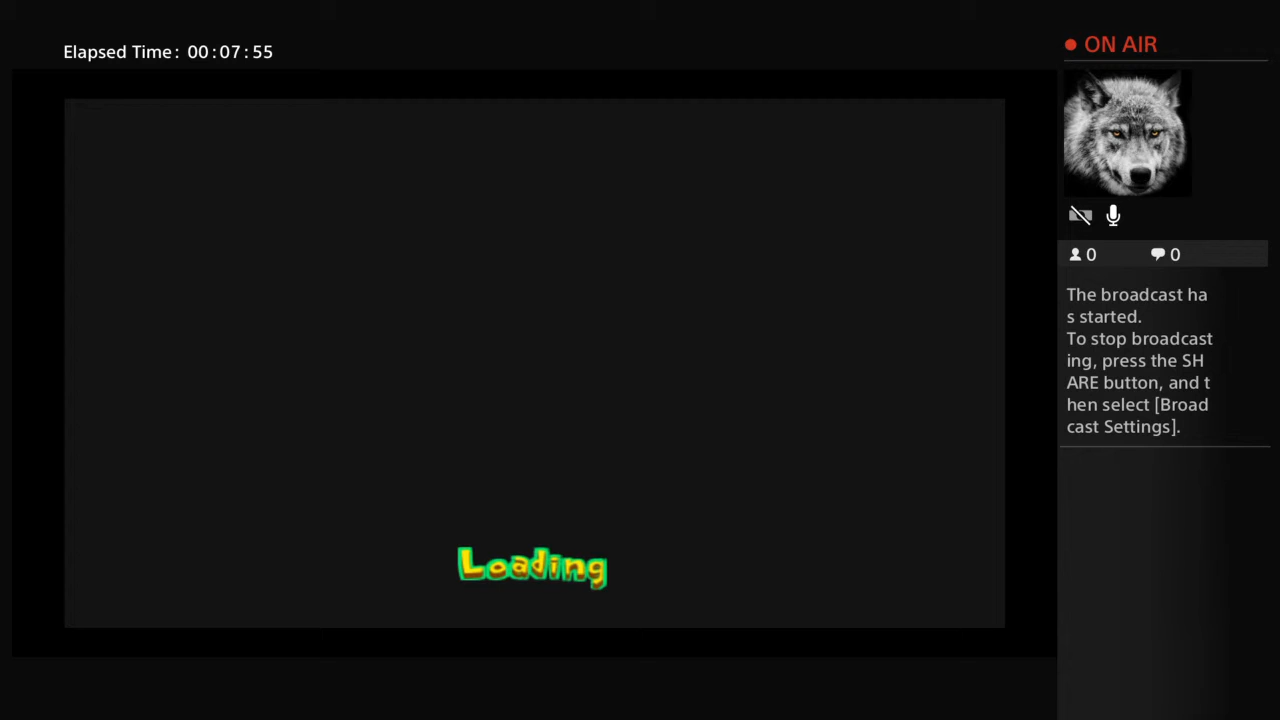 Elapsed Time: 00:07:55
ON AIR
0 0
The broadcast ha
s started.
To stop broadcast
ing, press the SH
ARE button, and t
hen select [Broad
cast Settings].
Loading